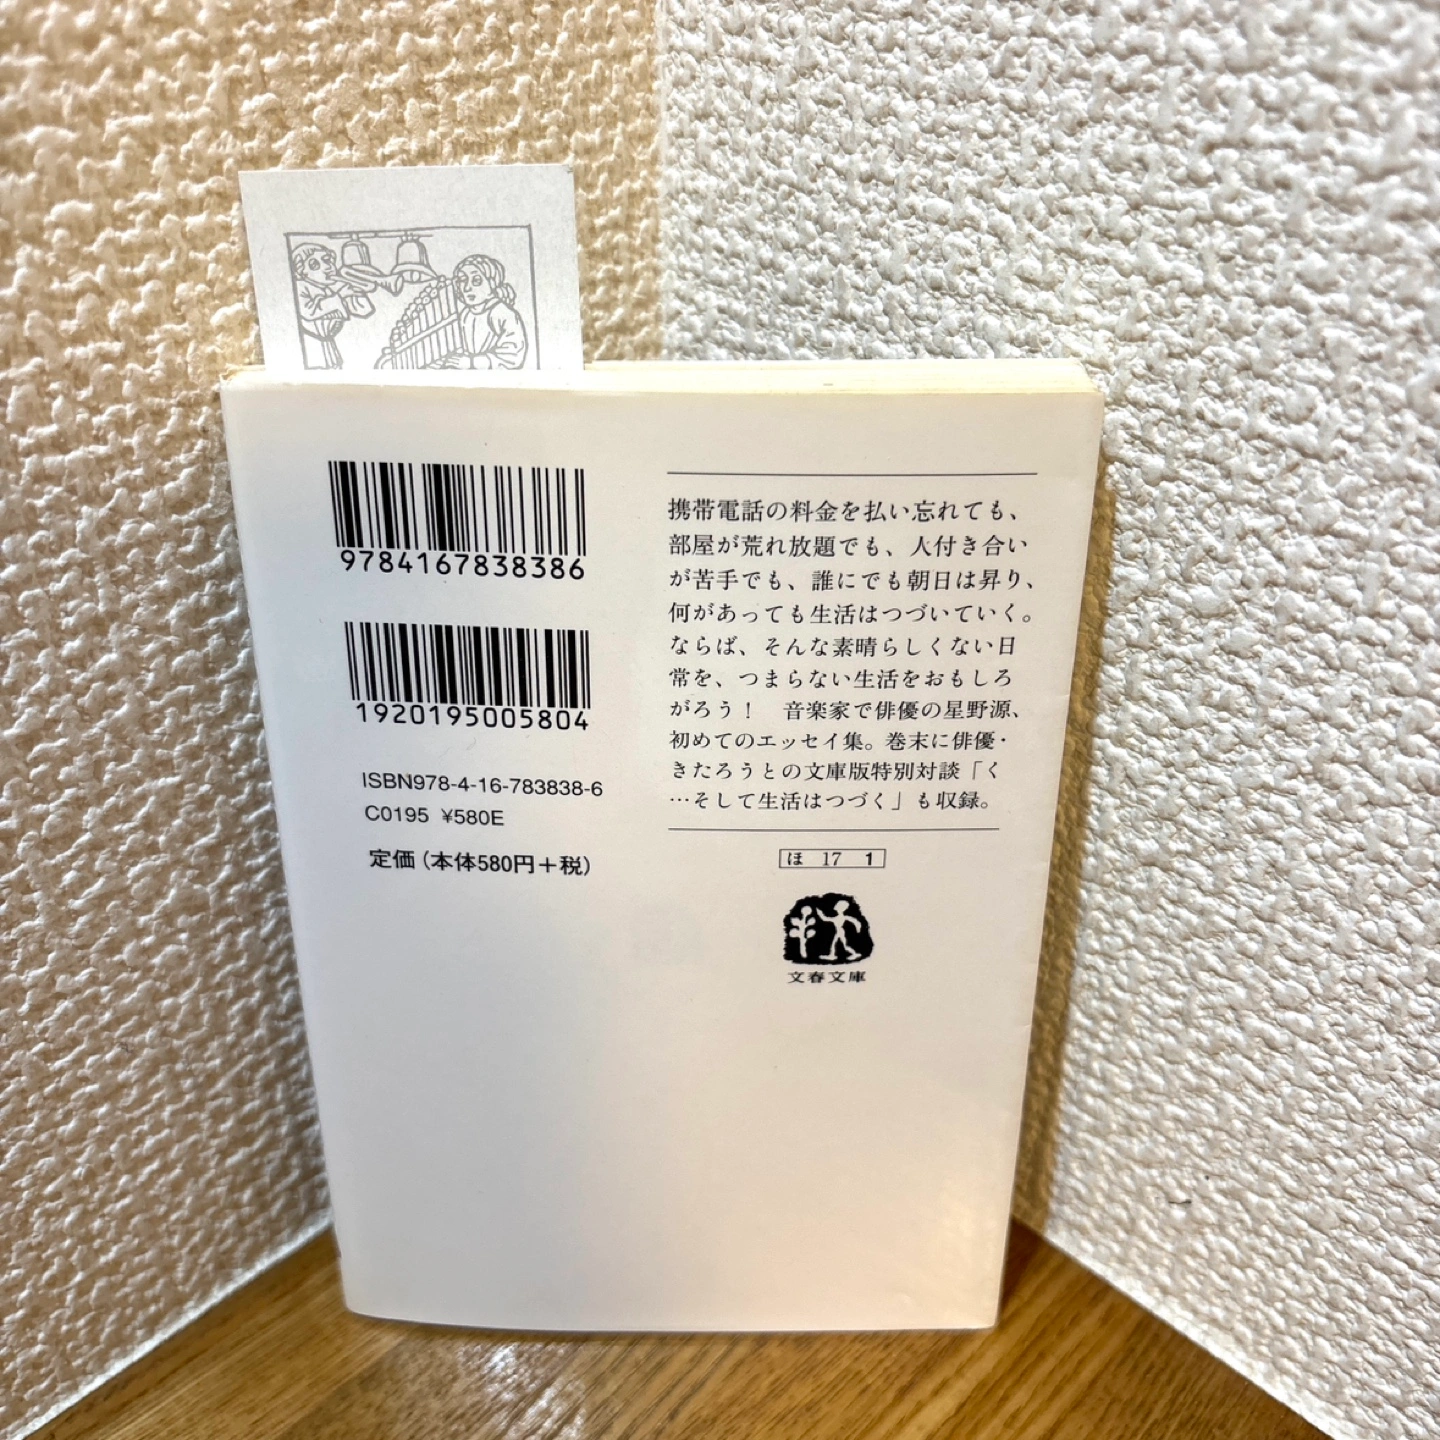 9784167838386
1920195005804
ISBN978-4-16-783838-6
C0195 ¥580E
定価(本体580円+税)
携帯電話の料金を払い忘れても、
部屋が荒れ放題でも、人付き合い
が苦手でも、誰にでも朝日は昇り、
何があっても生活はつづいていく。
ならば、そんな素晴らしくない日
常を、つまらない生活をおもしろ
がろう! 音楽家で俳優の星野源、
初めてのエッセイ集。巻末に俳優・
きたろうとの文庫版特別対談「く
…そして生活はつづく」も収録。
ほ 17 1
文春文庫